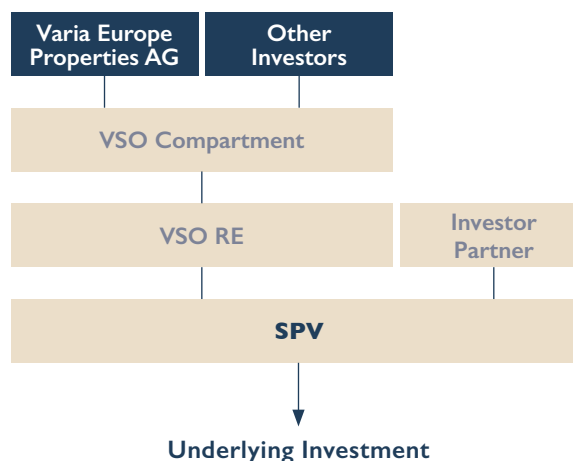 Varia Europe
Properties AG
Other
Investors
VSO Compartment
VSO RE
Investor
Partner
SPV
Underlying Investment